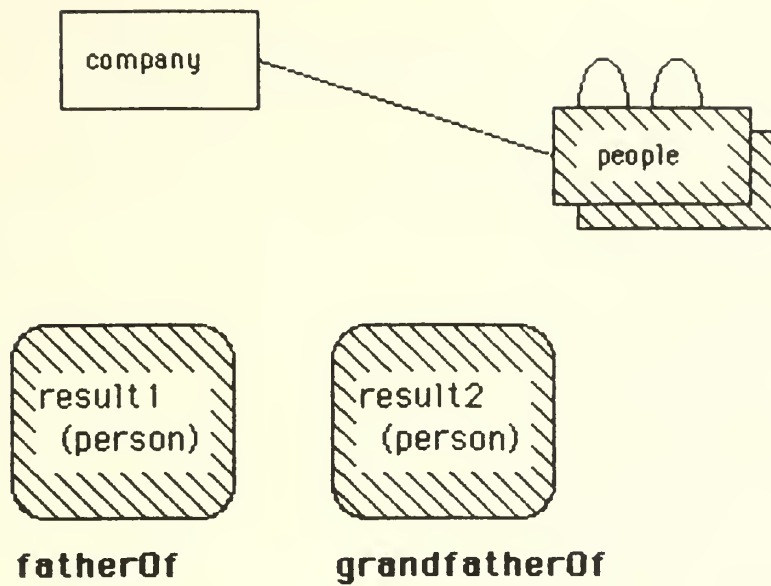 company
people
result1
(person)
result2
(person)
fatherOf
grandfatherOf